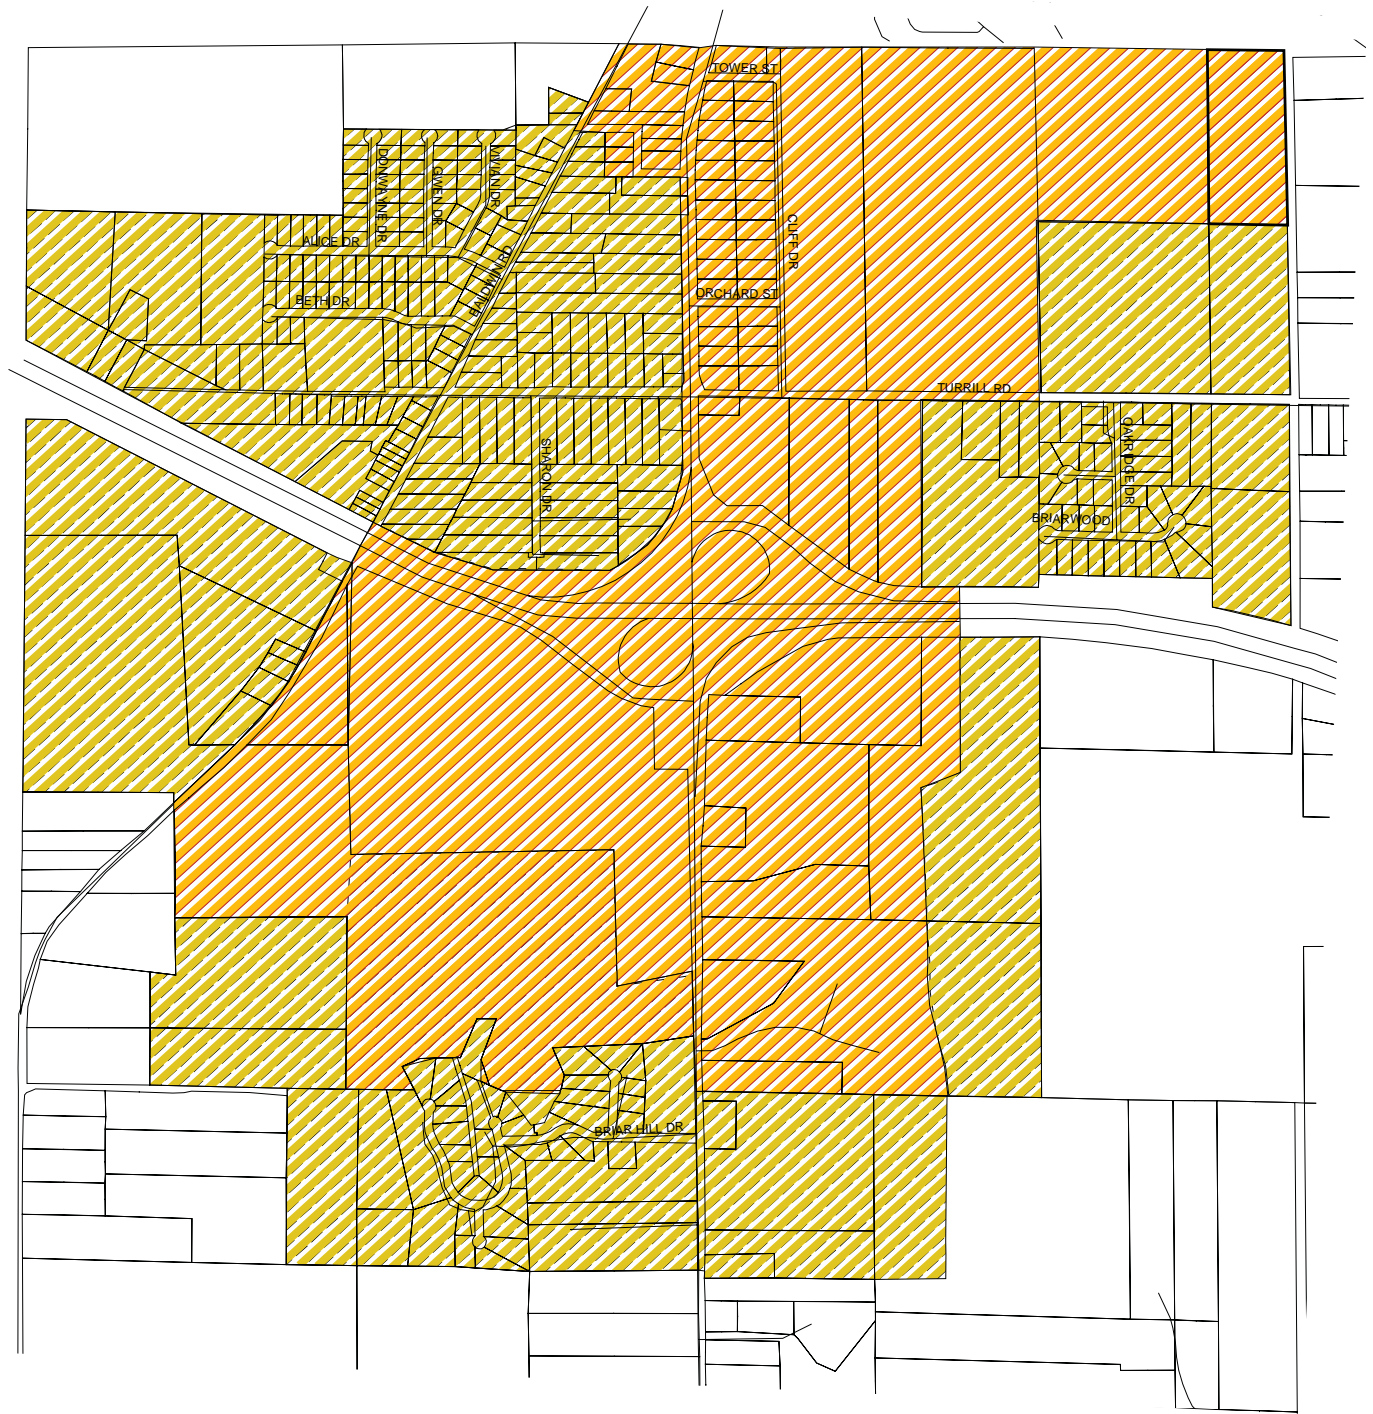 TOWER ST
DONWAYNE DR
GWEN DR
VIVIAN DR
CLIFF DR
ALICE DR
BALDWIN RD
BETH DR
ORCHARD ST
TURRILL RD
SHARON DR
OAKRIDGE DR
BRIARWOOD
BRIAR HILL DR